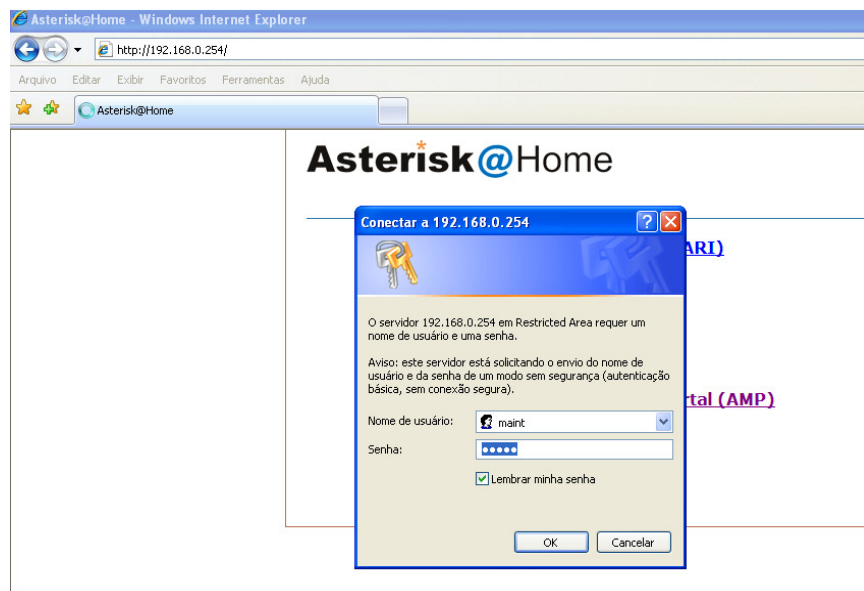 Asterisk@Home - Windows Internet Explorer
http://192.168.0.254/
Arquivo Editar Exibir Favoritos Ferramentas Ajuda
Asterisk@Home
Asterisk@Home
Conectar a 192.168.0.254
ARI)
O servidor 192.168.0.254 em Restricted Area requer um
nome de usuário e uma senha.
Aviso: este servidor está solicitando o envio do nome de
usuário e da senha de um modo sem segurança (autenticação
básica, sem conexão segura).
rtal (AMP)
Nome de usuário: maint
Senha: •••••
Lembrar minha senha
OK Cancelar